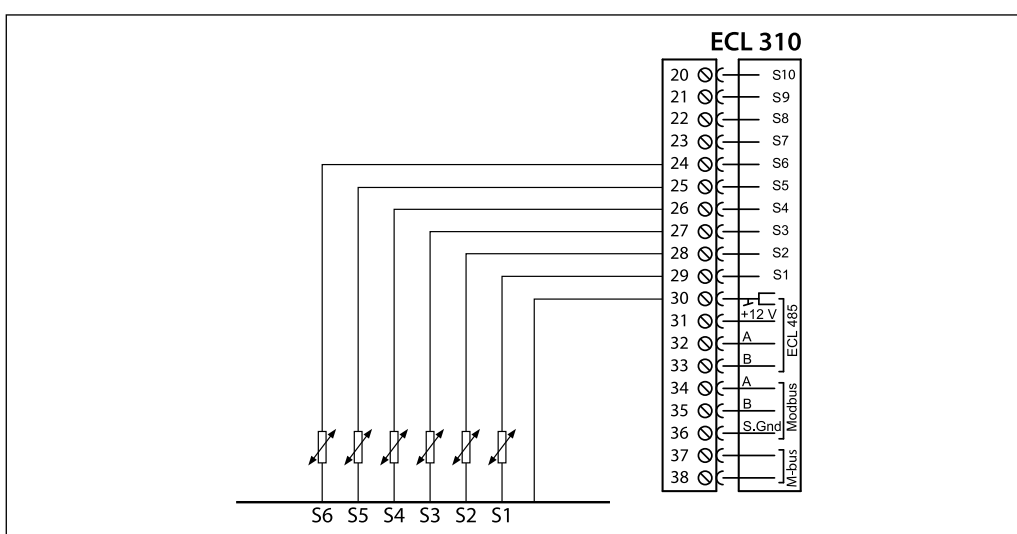 ECL 310
20 S10
21 S9
22 S8
23 S7
24 S6
25 S5
26 S4
27 S3
28 S2
29 S1
30
31 +12 V
32 A
33 B
ECL 485
34 A
35 B
36 S.Gnd
Modbus
37
38
M-bus
S6 S5 S4 S3 S2 S1